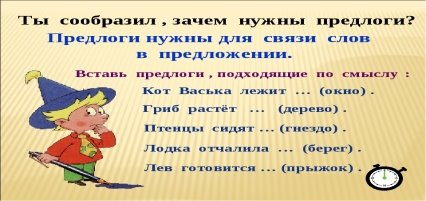 Ты сообразил , зачем нужны предлоги?
Предлоги нужны для связи слов
в предложении.
Вставь предлоги , подходящие по смыслу :
Кот Васька лежит ... (окно) .
Гриб растёт ... (дерево) .
Птенцы сидят ... (гнездо) .
Лодка отчалила ... (берег) .
Лев готовится ... (прыжок) .